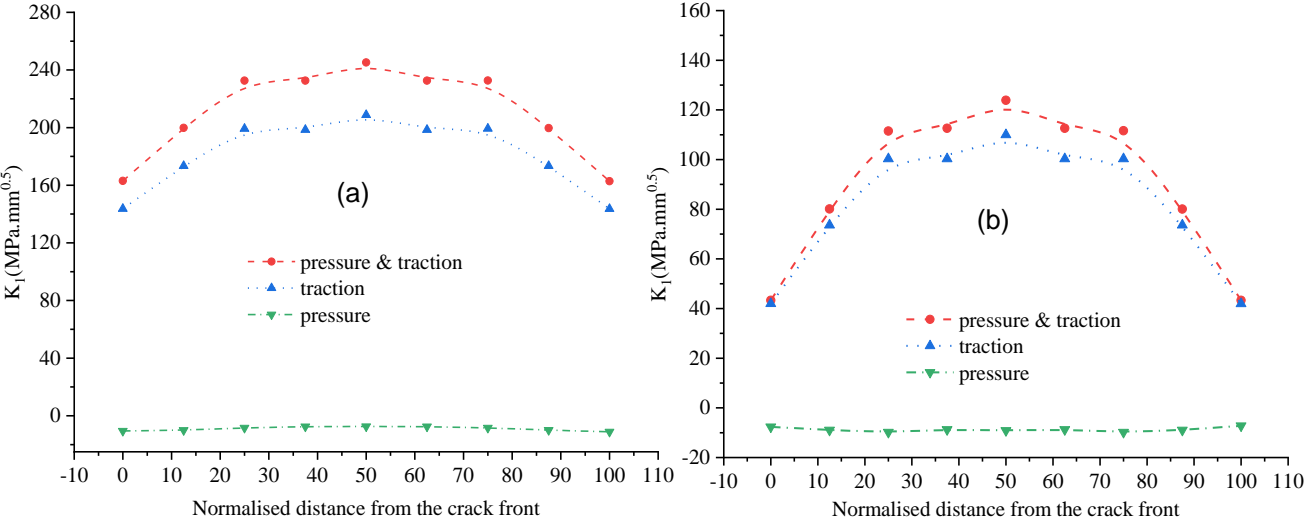 280
240
200
160
120
80
40
0
K1(MPa.mm0.5)
(a)
pressure & traction
traction
pressure
-10 0 10 20 30 40 50 60 70 80 90 100 110
Normalised distance from the crack front
160
140
120
100
80
60
40
20
0
-20
K1(MPa.mm0.5)
(b)
pressure & traction
traction
pressure
-10 0 10 20 30 40 50 60 70 80 90 100 110
Normalised distance from the crack front